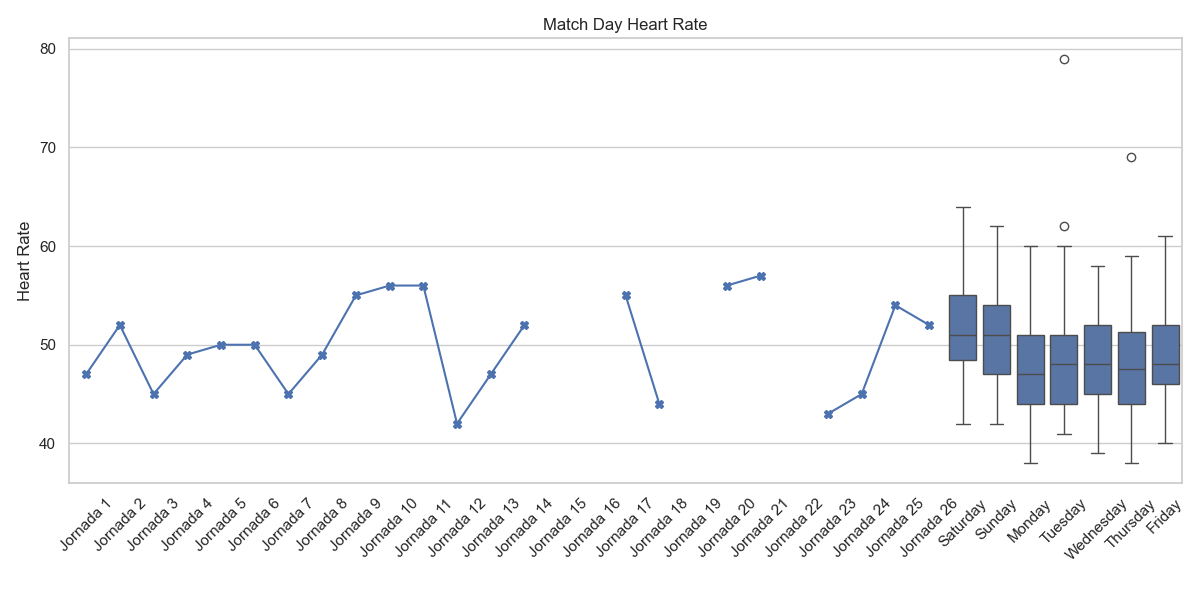 Match Day Heart Rate
Heart Rate
80
70
60
50
40
Jornada 1
Jornada 2
Jornada 3
Jornada 4
Jornada 5
Jornada 6
Jornada 7
Jornada 8
Jornada 9
Jornada 10
Jornada 11
Jornada 12
Jornada 13
Jornada 14
Jornada 15
Jornada 16
Jornada 17
Jornada 18
Jornada 19
Jornada 20
Jornada 21
Jornada 22
Jornada 23
Jornada 24
Jornada 25
Jornada 26
Saturday
Sunday
Monday
Tuesday
Wednesday
Thursday
Friday